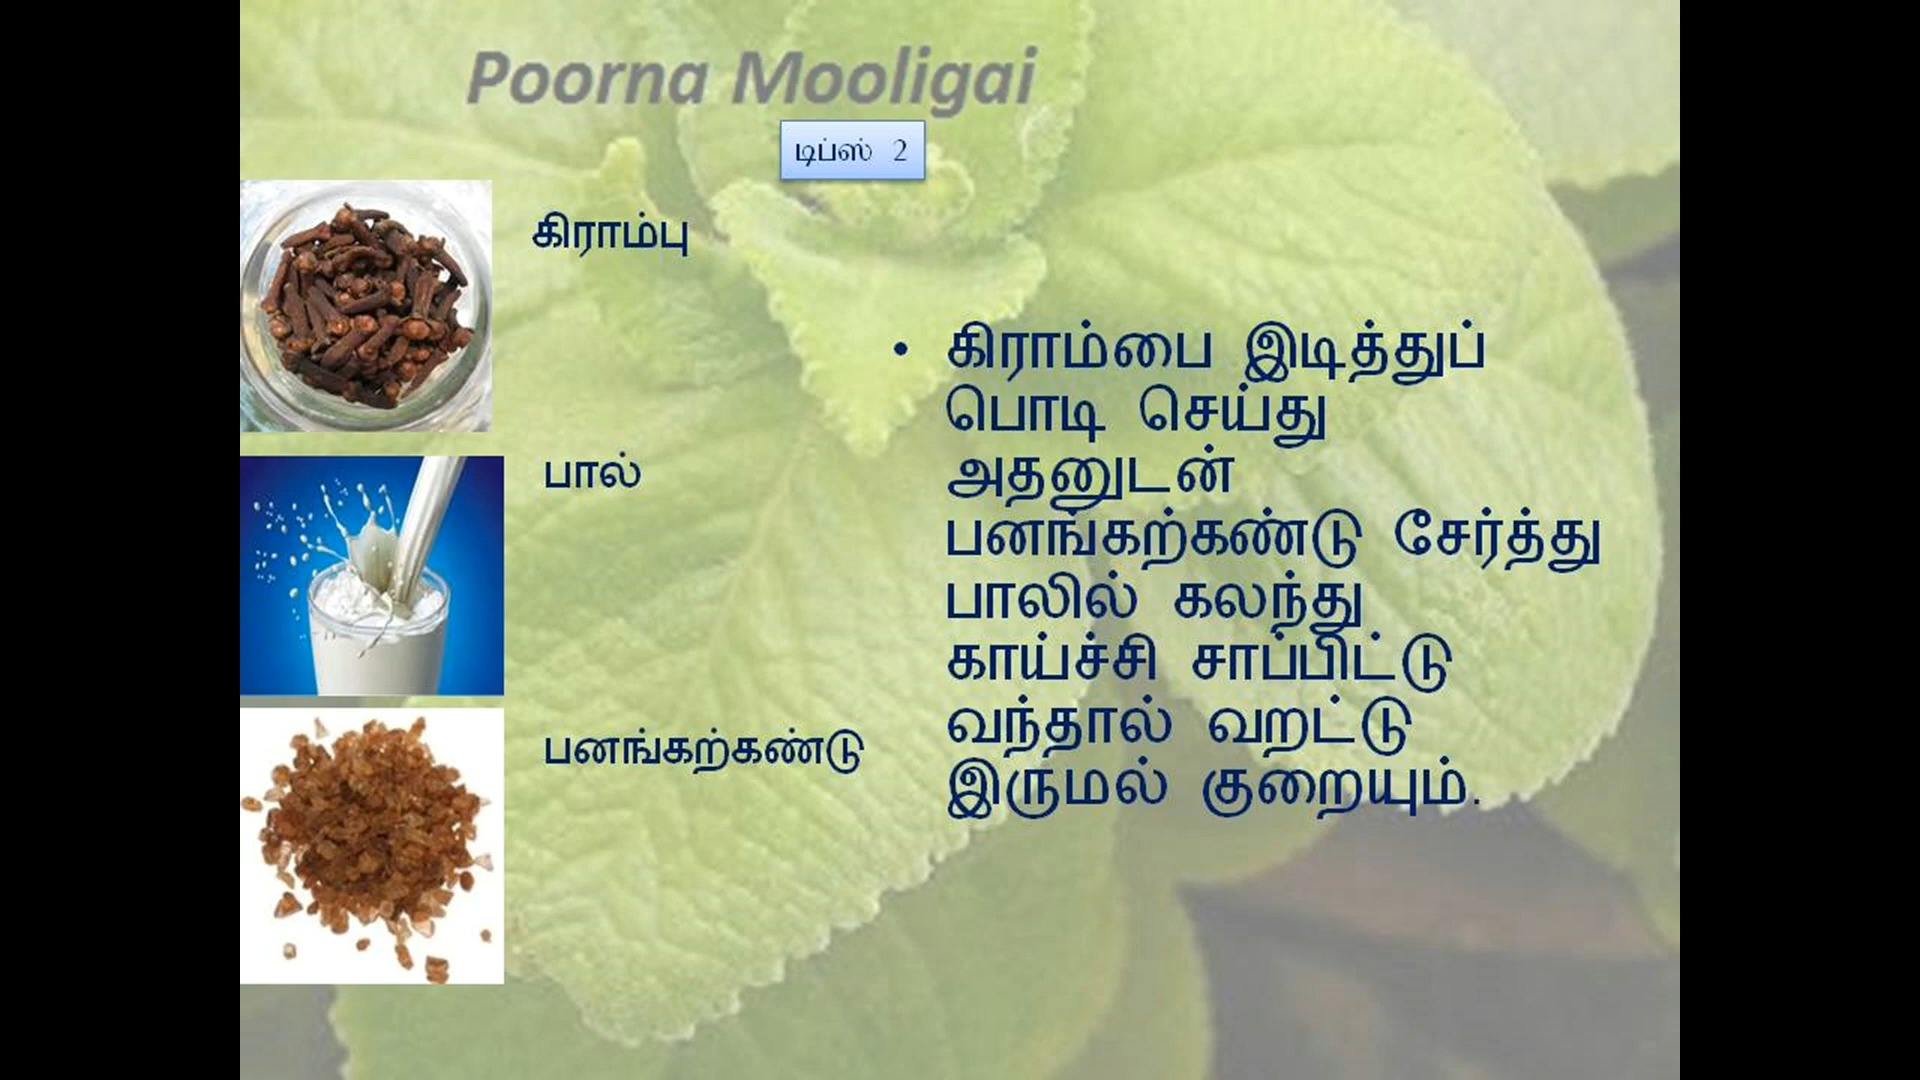 Poorna Mooligai
டிப்ஸ் 2
கிராம்பு
பால்
பனங்கற்கண்டு
• கிராம்பை இடித்துப்
பொடி செய்து
அதனுடன்
பனங்கற்கண்டு சேர்த்து
பாலில் கலந்து
காய்ச்சி சாப்பிட்டு
வந்தால் வறட்டு
இருமல் குறையும்.